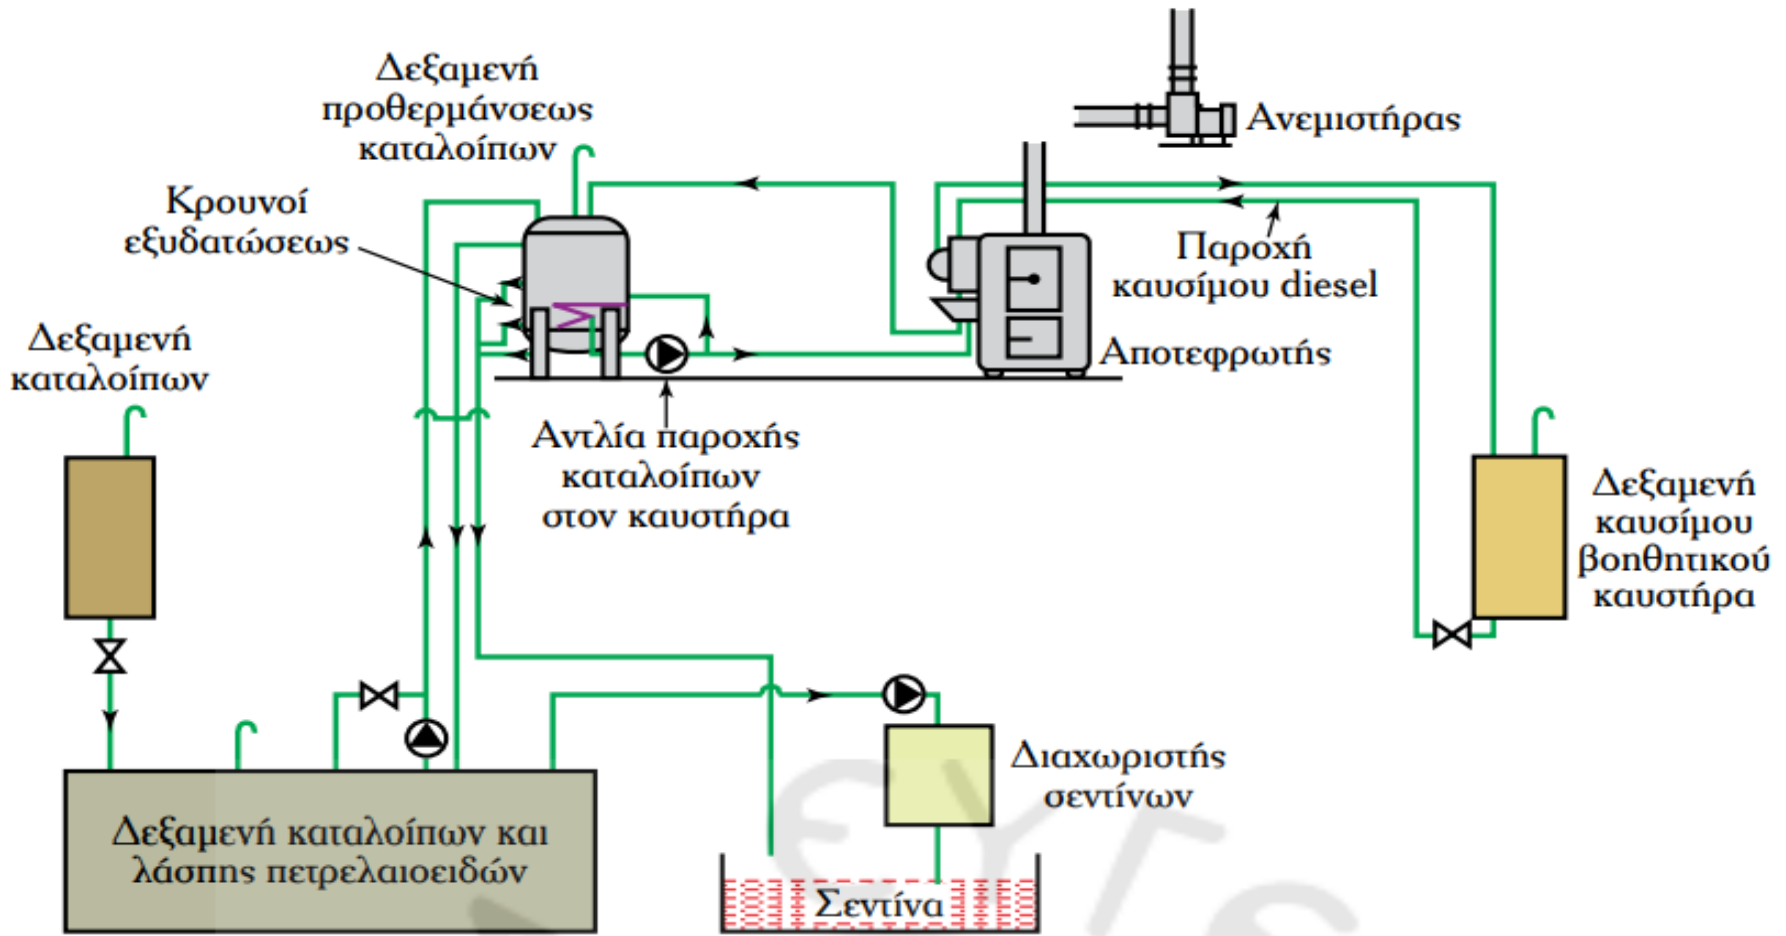 Δεξαμενή
προθερμάνσεως
καταλοίπων
Ανεμιστήρας
Κρουνοί
εξυδατώσεως
Παροχή
καυσίμου diesel
Δεξαμενή
καταλοίπων
Αποτεφρωτής
Αντλία παροχής
καταλοίπων
στον καυστήρα
Δεξαμενή
καυσίμου
βοηθητικού
καυστήρα
Διαχωριστής
σεντίνων
Δεξαμενή καταλοίπων και
λάσπης πετρελαιοειδών
Σεντίνα